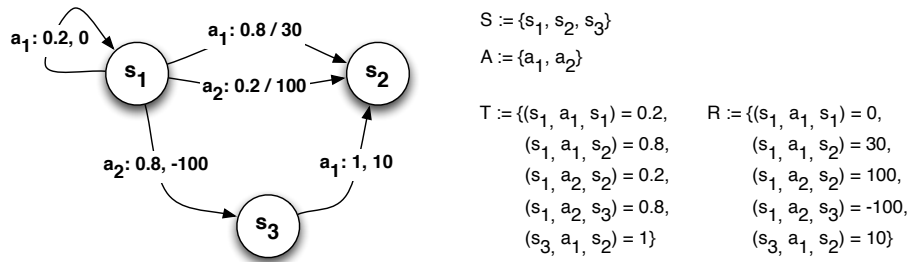 a1: 0.2, 0
s1
a1: 0.8 / 30
a2: 0.2 / 100
s2
a2: 0.8, -100
a1: 1, 10
s3
S := {s1, s2, s3}
A := {a1, a2}
T := {(s1, a1, s1) = 0.2,
(s1, a1, s2) = 0.8,
(s1, a2, s2) = 0.2,
(s1, a2, s3) = 0.8,
(s3, a1, s2) = 1}
R := {(s1, a1, s1) = 0,
(s1, a1, s2) = 30,
(s1, a2, s2) = 100,
(s1, a2, s3) = -100,
(s3, a1, s2) = 10}